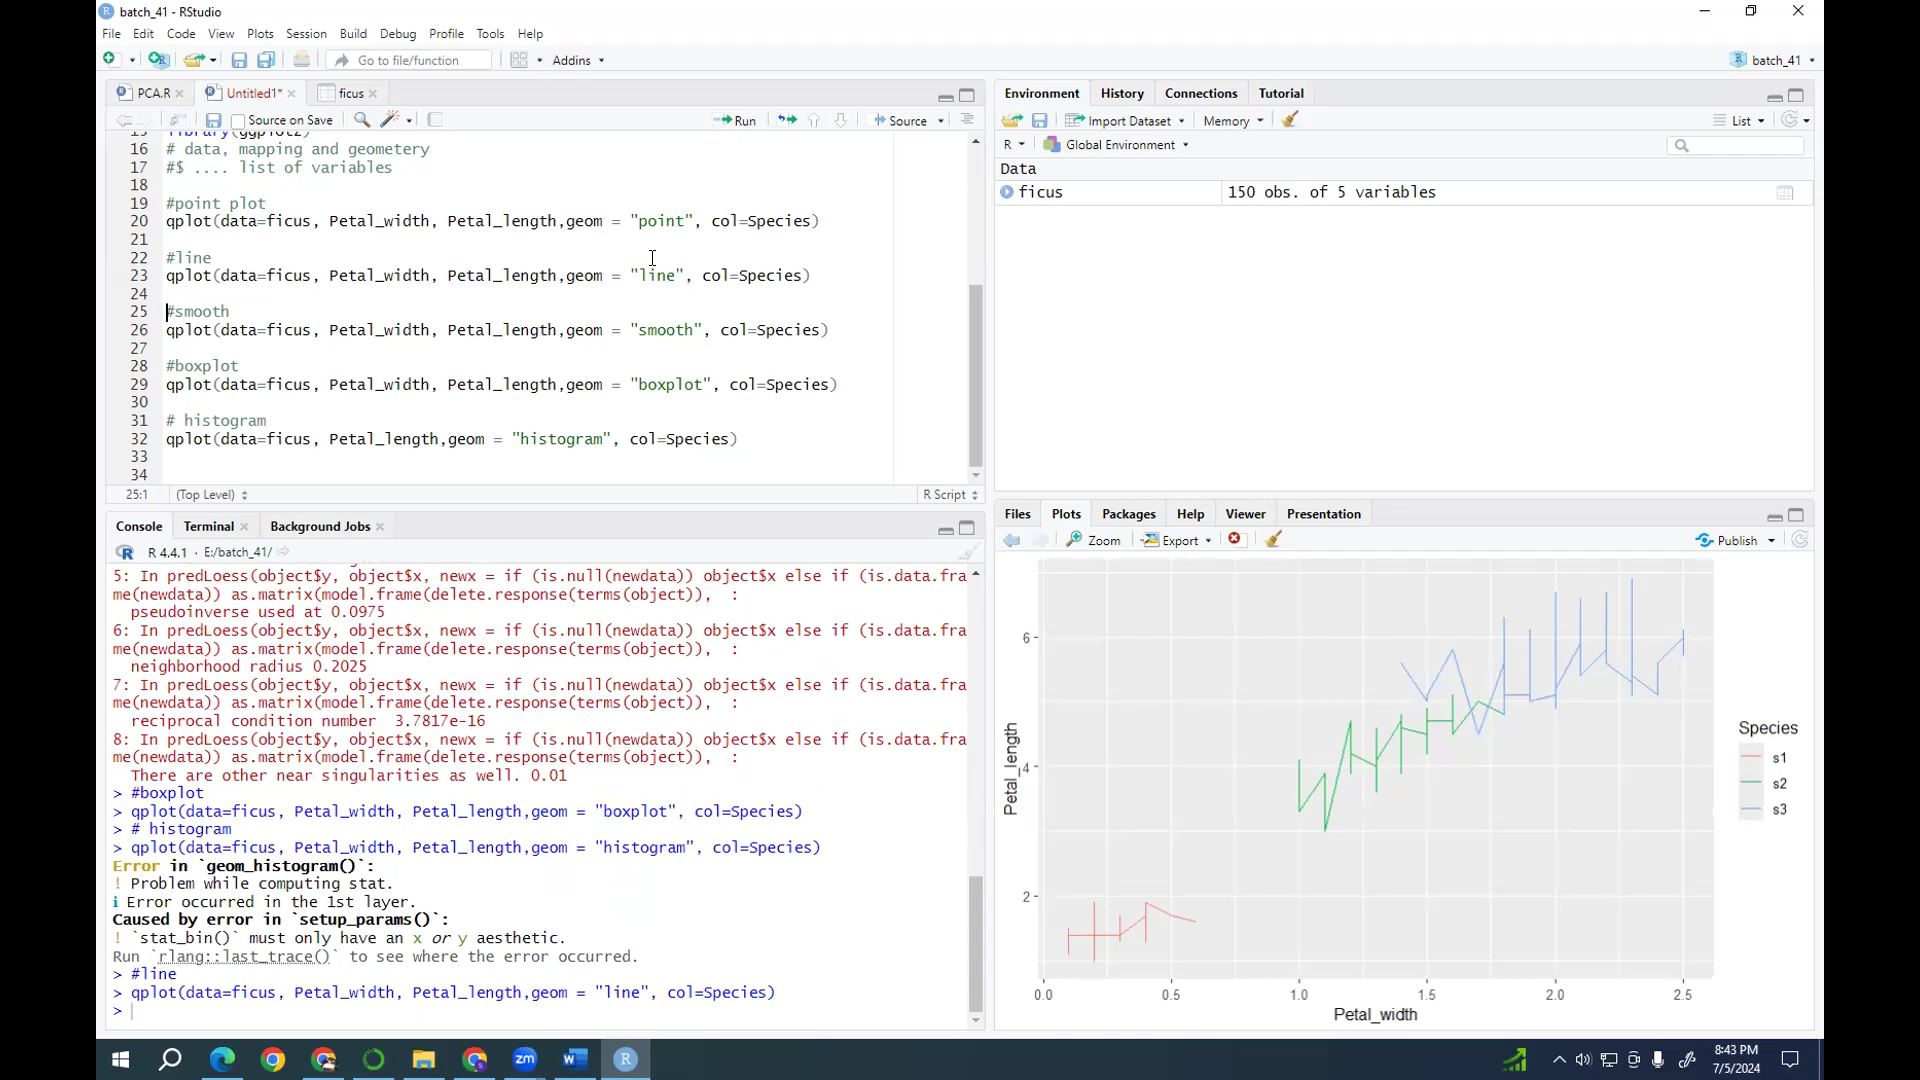 batch_41 - RStudio
File Edit Code View Plots Session Build Debug Profile Tools Help
Go to file/function Addins batch_41
PCA.R Untitled1* ficus
Source on Save Run Source
15 library(ggplot2)
16 # data, mapping and geometery
17 #$ .... list of variables
18
19 #point plot
20 qplot(data=ficus, Petal_width, Petal_length,geom = "point", col=Species)
21
22 #line
23 qplot(data=ficus, Petal_width, Petal_length,geom = "line", col=Species)
24
25 #smooth
26 qplot(data=ficus, Petal_width, Petal_length,geom = "smooth", col=Species)
27
28 #boxplot
29 qplot(data=ficus, Petal_width, Petal_length,geom = "boxplot", col=Species)
30
31 # histogram
32 qplot(data=ficus, Petal_length,geom = "histogram", col=Species)
33
34
25:1 (Top Level) R Script
Console Terminal Background Jobs
R 4.4.1 · E:/batch_41/
5: In predLoess(object$y, object$x, newx = if (is.null(newdata)) object$x else if (is.data.fra
me(newdata)) as.matrix(model.frame(delete.response(terms(object)), :
pseudoinverse used at 0.0975
6: In predLoess(object$y, object$x, newx = if (is.null(newdata)) object$x else if (is.data.fra
me(newdata)) as.matrix(model.frame(delete.response(terms(object)), :
neighborhood radius 0.2025
7: In predLoess(object$y, object$x, newx = if (is.null(newdata)) object$x else if (is.data.fra
me(newdata)) as.matrix(model.frame(delete.response(terms(object)), :
reciprocal condition number 3.7817e-16
8: In predLoess(object$y, object$x, newx = if (is.null(newdata)) object$x else if (is.data.fra
me(newdata)) as.matrix(model.frame(delete.response(terms(object)), :
There are other near singularities as well. 0.01
> #boxplot
> qplot(data=ficus, Petal_width, Petal_length,geom = "boxplot", col=Species)
> # histogram
> qplot(data=ficus, Petal_width, Petal_length,geom = "histogram", col=Species)
Error in `geom_histogram()`:
! Problem while computing stat.
i Error occurred in the 1st layer.
Caused by error in `setup_params()`:
! `stat_bin()` must only have an x or y aesthetic.
Run `rlang::last_trace()` to see where the error occurred.
> #line
> qplot(data=ficus, Petal_width, Petal_length,geom = "line", col=Species)
>
Environment History Connections Tutorial
Import Dataset Memory List
R Global Environment
Data
ficus 150 obs. of 5 variables
Files Plots Packages Help Viewer Presentation
Zoom Export Publish
6
4
2
Petal_length
0.0 0.5 1.0 1.5 2.0 2.5
Petal_width
Species
s1
s2
s3
zm
8:43 PM
7/5/2024